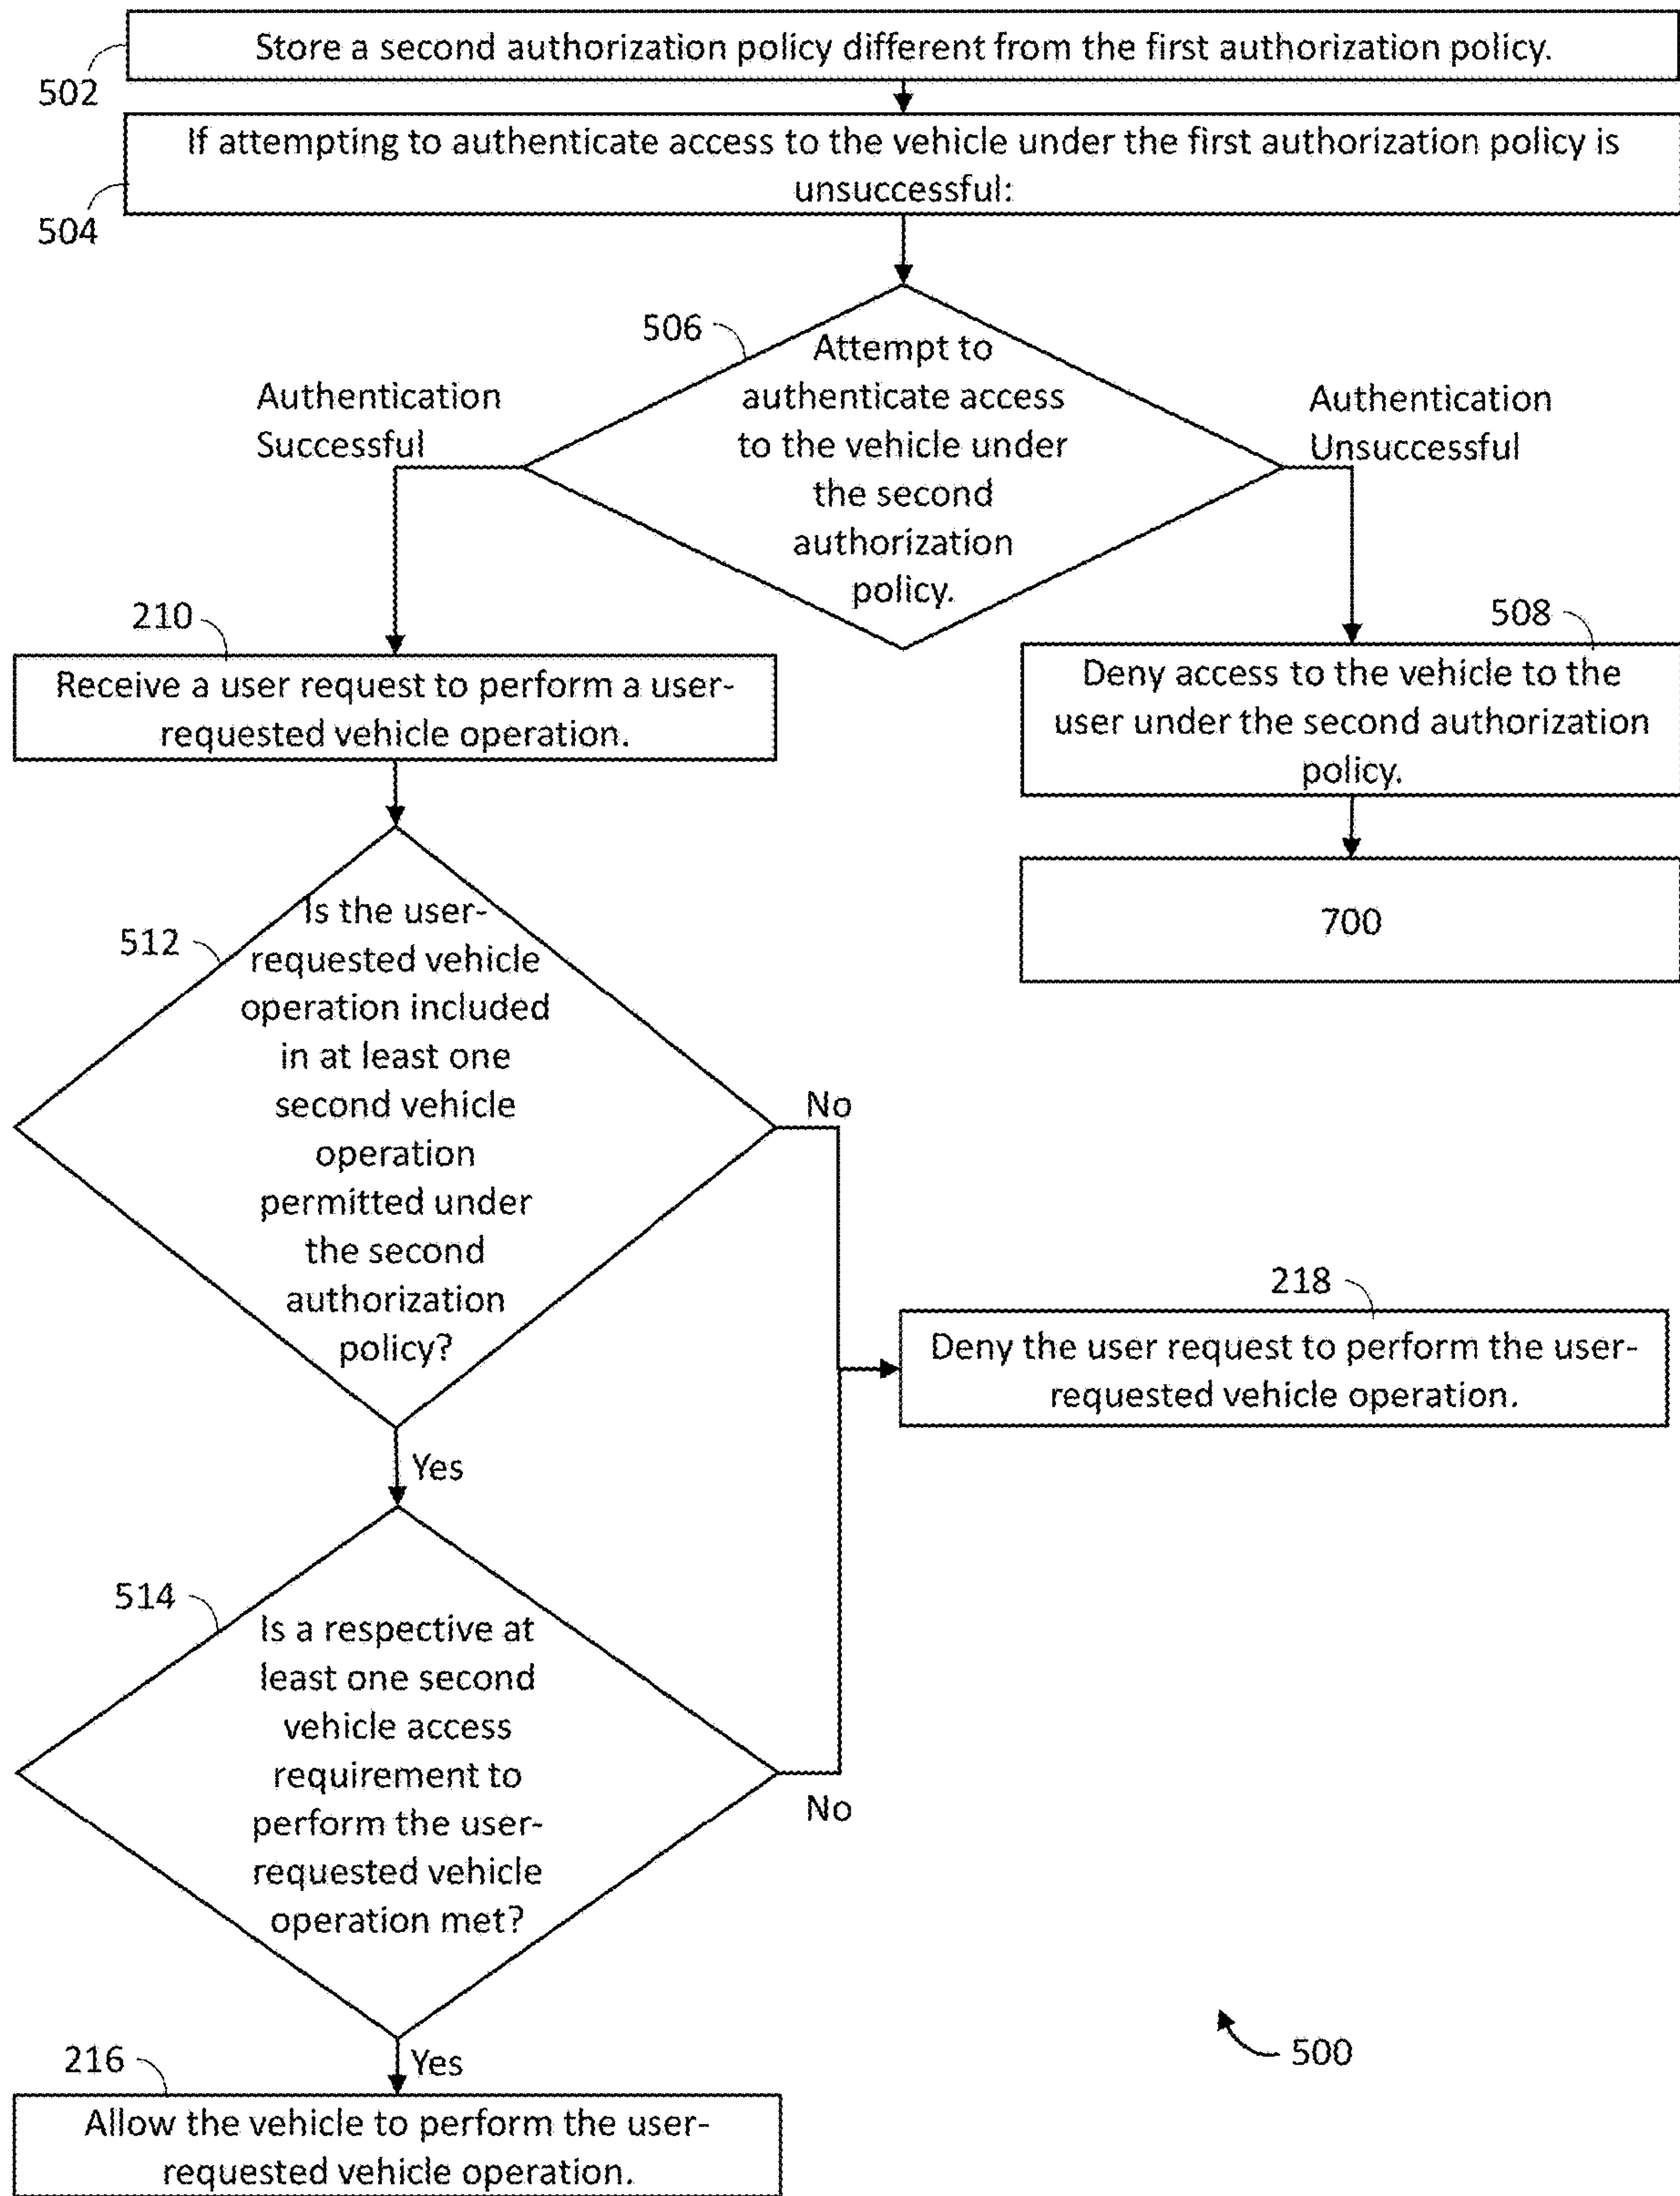 Store a second authorization policy different from the first authorization policy.
502
If attempting to authenticate access to the vehicle under the first authorization policy is
unsuccessful:
504
506
Attempt to
authenticate access
to the vehicle under
the second
authorization
policy.
Authentication
Successful
Authentication
Unsuccessful
210
Receive a user request to perform a user-
requested vehicle operation.
508
Deny access to the vehicle to the
user under the second authorization
policy.
700
512
Is the user-
requested vehicle
operation included
in at least one
second vehicle
operation
permitted under
the second
authorization
policy?
No
218
Deny the user request to perform the user-
requested vehicle operation.
Yes
514
Is a respective at
least one second
vehicle access
requirement to
perform the user-
requested vehicle
operation met?
No
Yes
216
Allow the vehicle to perform the user-
requested vehicle operation.
500